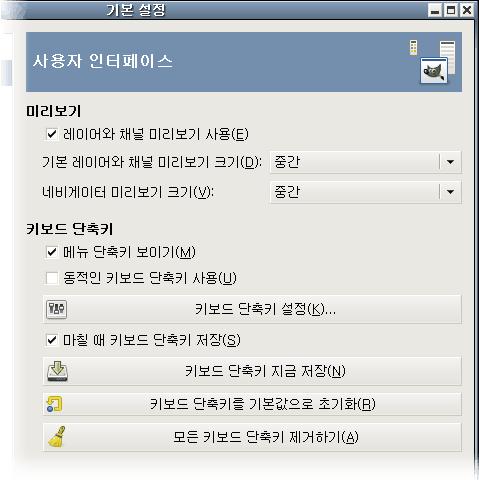 기본 설정
사용자 인터페이스
미리보기
레이어와 채널 미리보기 사용(E)
기본 레이어와 채널 미리보기 크기(D): 중간
네비게이터 미리보기 크기(V): 중간
키보드 단축키
메뉴 단축키 보이기(M)
동적인 키보드 단축키 사용(U)
키보드 단축키 설정(K)...
마칠 때 키보드 단축키 저장(S)
키보드 단축키 지금 저장(N)
키보드 단축키를 기본값으로 초기화(R)
모든 키보드 단축키 제거하기(A)